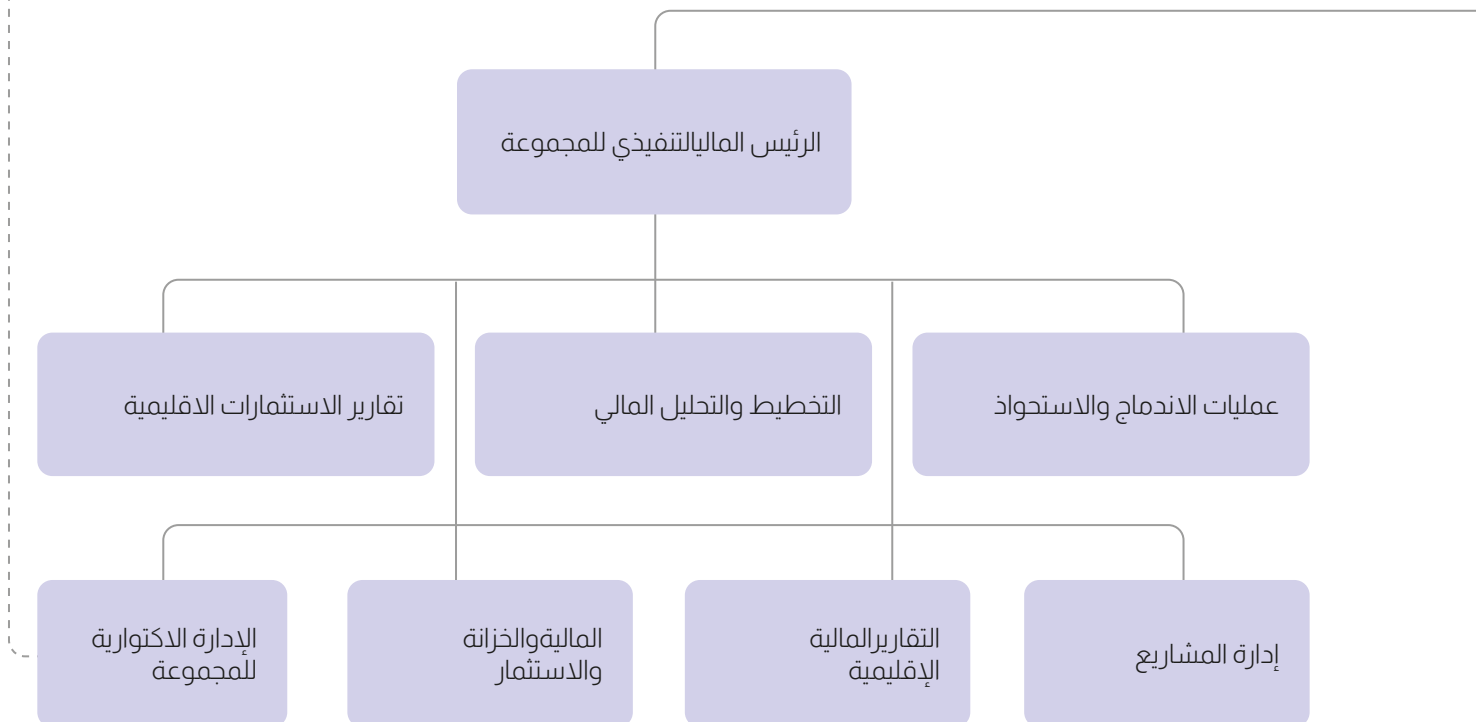 الرئيس الماليالتنفيذي للمجموعة
عمليات الاندماج والاستحواذ
التخطيط والتحليل المالي
تقارير الاستثمارات الاقليمية
إدارة المشاريع
التقاريرالمالية
الإقليمية
الماليةوالخزانة
والاستثمار
الإدارة الاكتوارية
للمجموعة